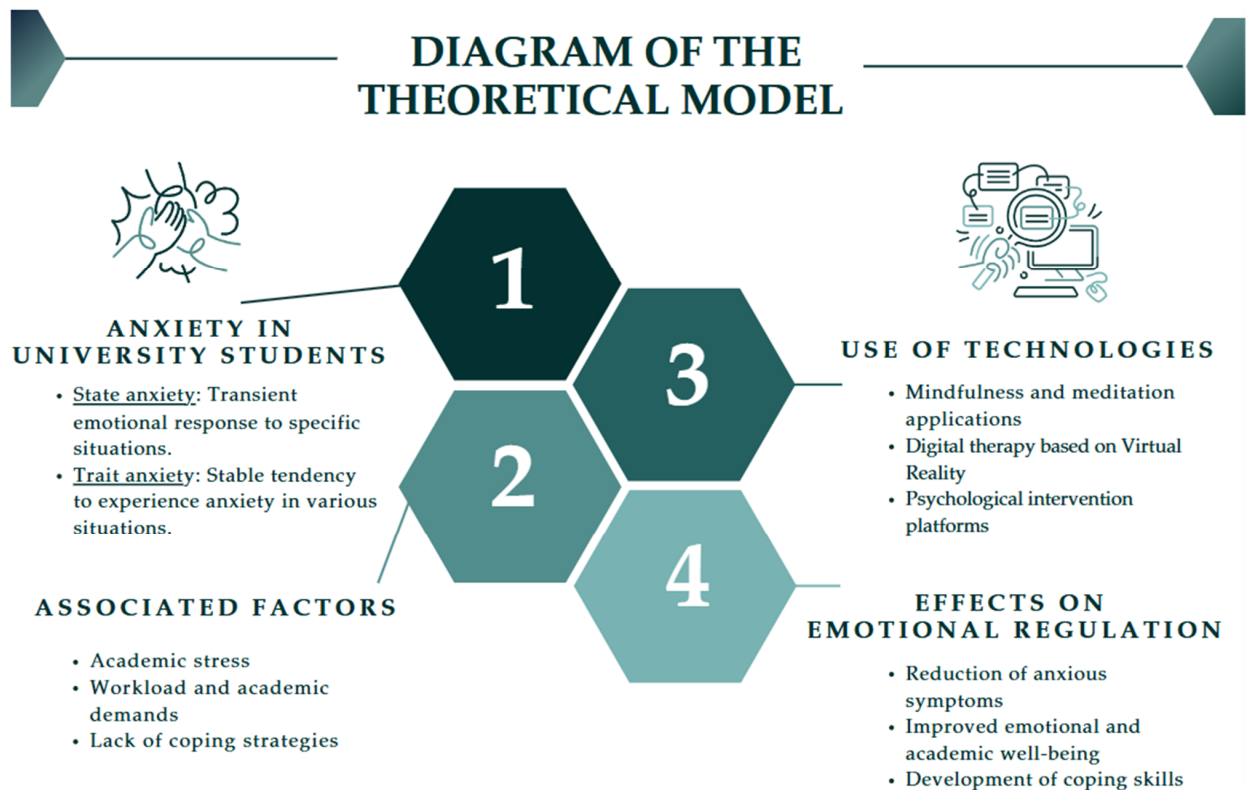 DIAGRAM OF THE
THEORETICAL MODEL
1
ANXIETY IN
UNIVERSITY STUDENTS
• State anxiety: Transient
emotional response to specific
situations.
• Trait anxiety: Stable tendency
to experience anxiety in various
situations.
2
ASSOCIATED FACTORS
• Academic stress
• Workload and academic
demands
• Lack of coping strategies
3
USE OF TECHNOLOGIES
• Mindfulness and meditation
applications
• Digital therapy based on Virtual
Reality
• Psychological intervention
platforms
4
EFFECTS ON
EMOTIONAL REGULATION
• Reduction of anxious
symptoms
• Improved emotional and
academic well-being
• Development of coping skills